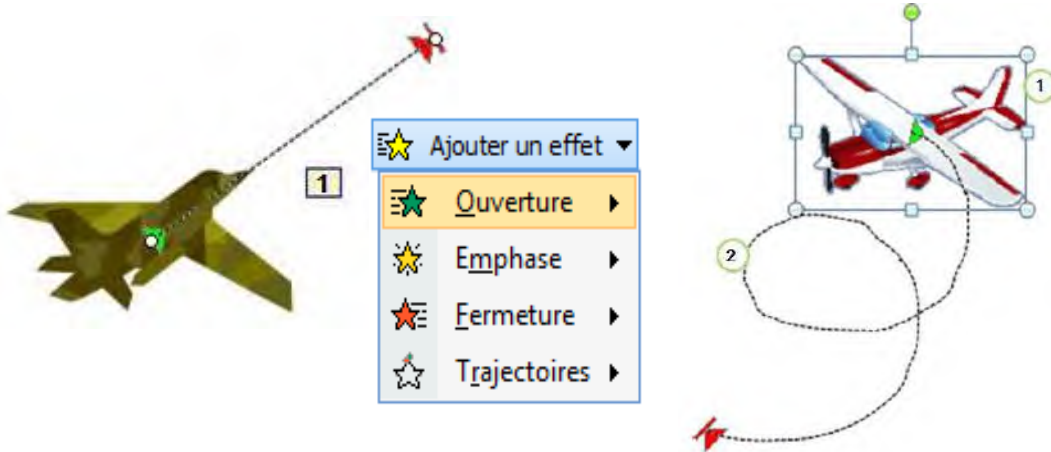 1
Ajouter un effet
Ouverture
Emphase
Fermeture
Trajectoires
1
2